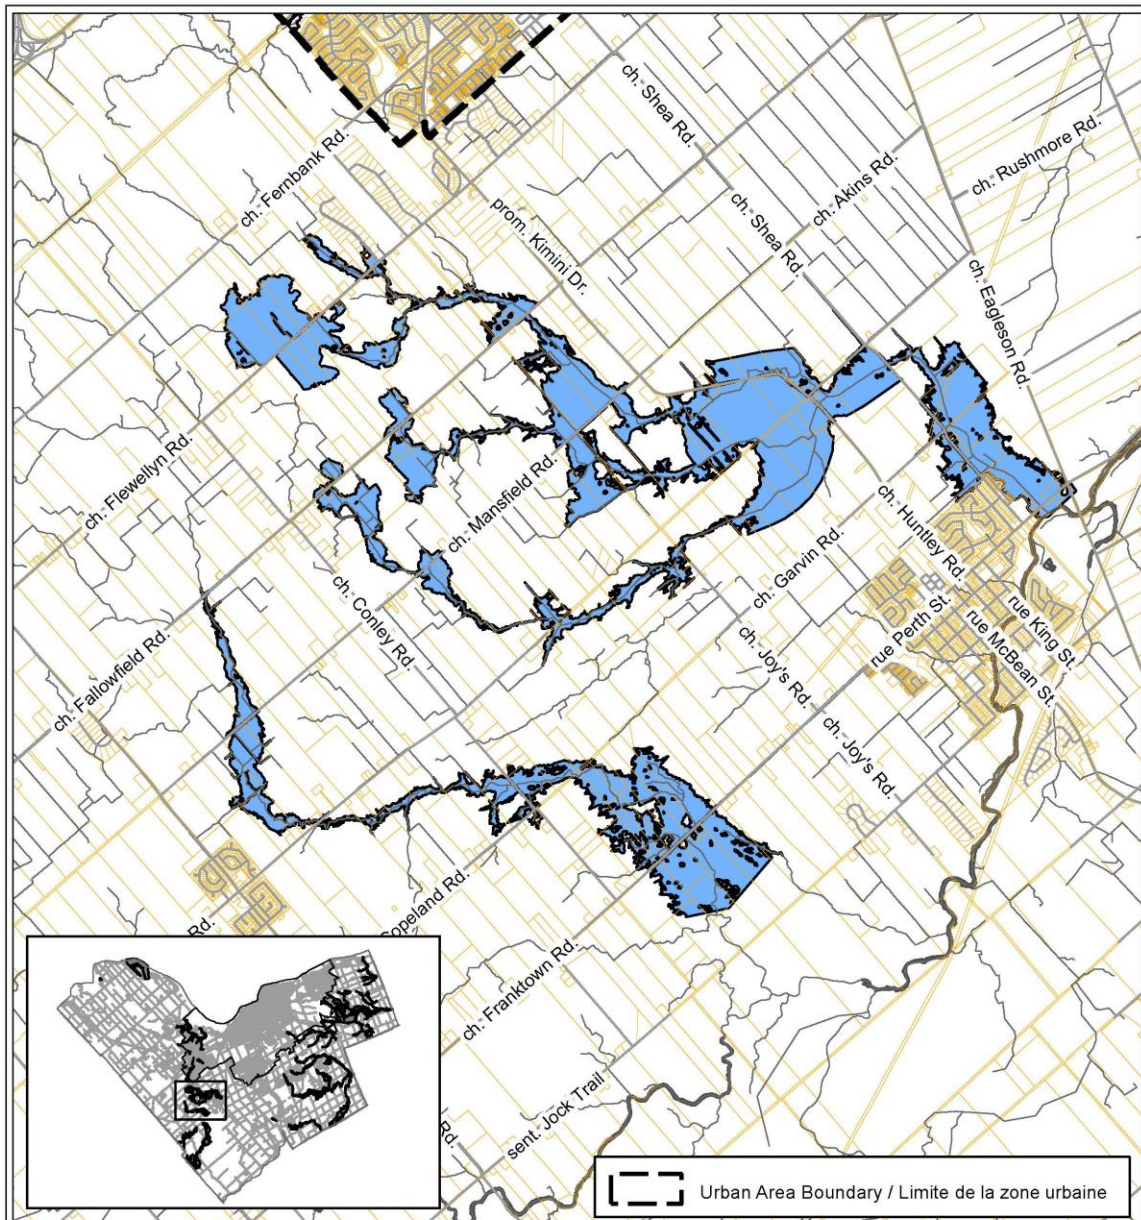 ch. Shea Rd.
ch. Fernbank Rd.
ch. Rushmore Rd.
ch. Akins Rd.
prom. Kimini Dr.
ch. Shea Rd.
ch. Eagleson Rd.
ch. Flewellyn Rd.
ch. Mansfield Rd.
ch. Huntley Rd.
ch. Garvin Rd.
ch. Conley Rd.
rue Perth St.
rue King St.
rue McBean St.
ch. Fallowfield Rd.
ch. Joy's Rd.
ch. Joy's Rd.
Copeland Rd.
Rd.
ch. Franktown Rd.
sent. Jock Trail
Rd.
Urban Area Boundary / Limite de la zone urbaine